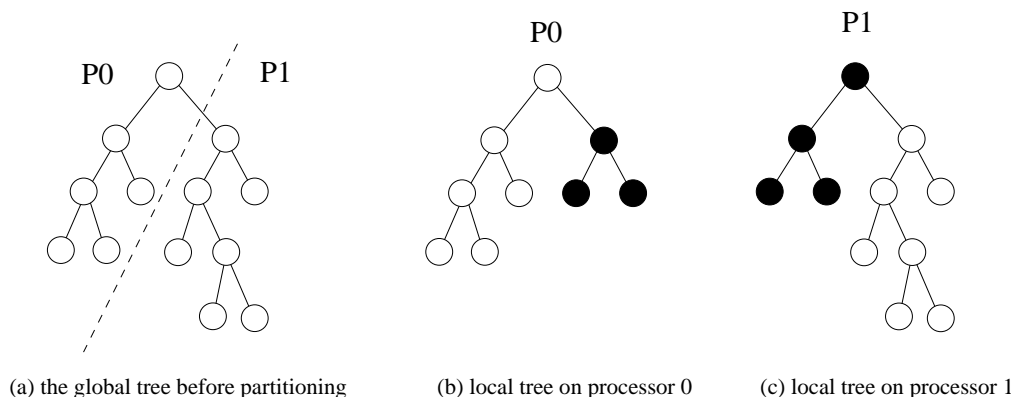 P0
P1
P0
P1
(a) the global tree before partitioning
(b) local tree on processor 0
(c) local tree on processor 1